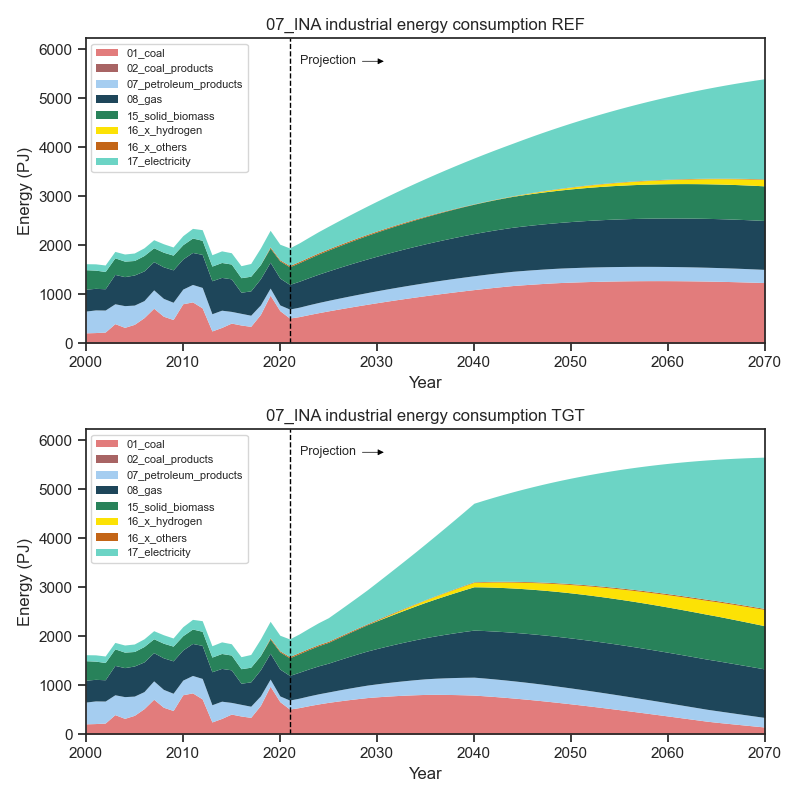 07_INA industrial energy consumption REF
6000
5000
4000
3000
2000
1000
0
Energy (PJ)
01_coal
02_coal_products
07_petroleum_products
08_gas
15_solid_biomass
16_x_hydrogen
16_x_others
17_electricity
Projection
2000 2010 2020 2030 2040 2050 2060 2070
Year
07_INA industrial energy consumption TGT
6000
5000
4000
3000
2000
1000
0
Energy (PJ)
01_coal
02_coal_products
07_petroleum_products
08_gas
15_solid_biomass
16_x_hydrogen
16_x_others
17_electricity
Projection
2000 2010 2020 2030 2040 2050 2060 2070
Year